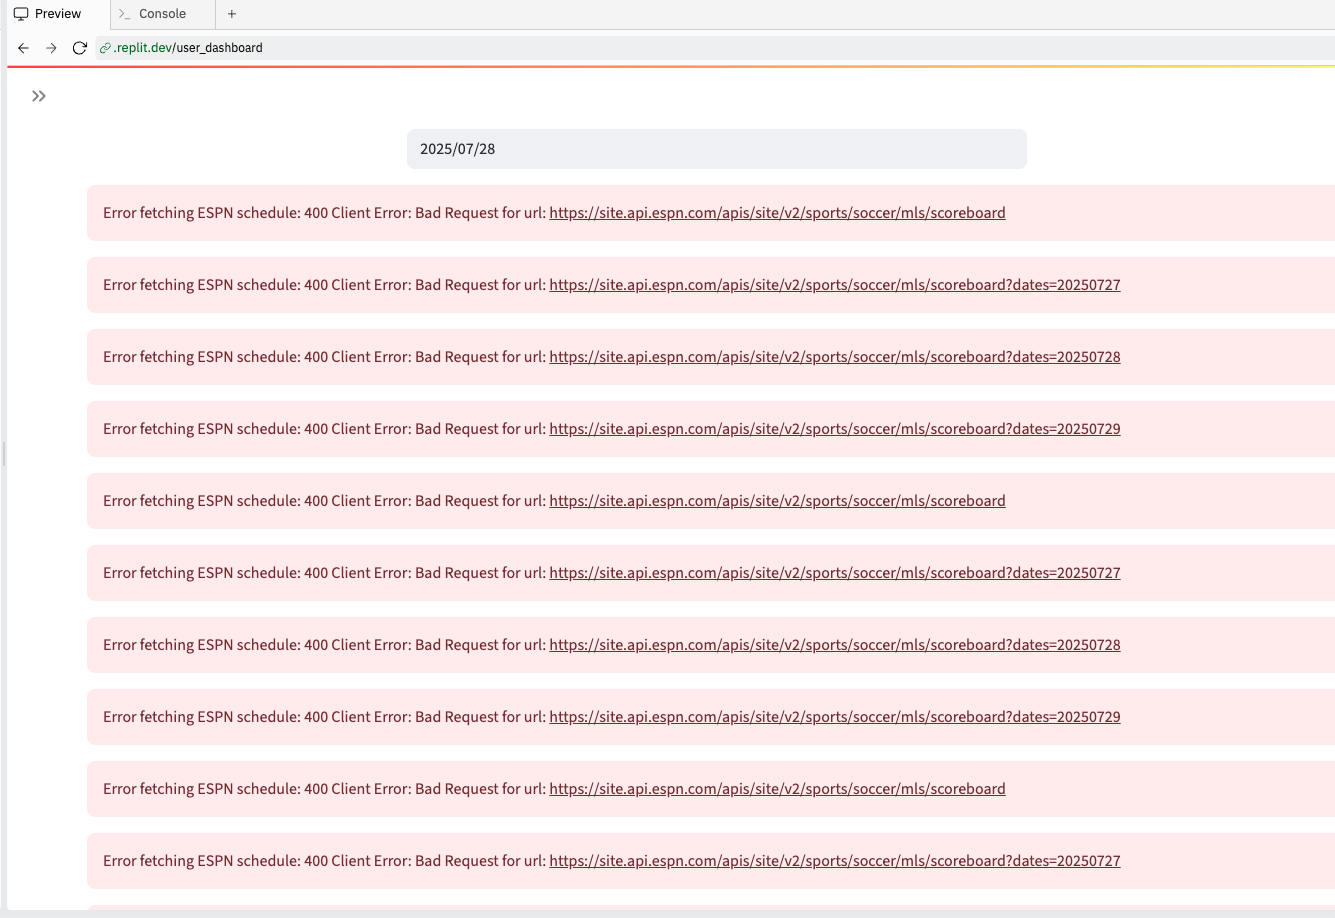 Preview
Console
.replit.dev/user_dashboard
2025/07/28
Error fetching ESPN schedule: 400 Client Error: Bad Request for url: https://site.api.espn.com/apis/site/v2/sports/soccer/mls/scoreboard
Error fetching ESPN schedule: 400 Client Error: Bad Request for url: https://site.api.espn.com/apis/site/v2/sports/soccer/mls/scoreboard?dates=20250727
Error fetching ESPN schedule: 400 Client Error: Bad Request for url: https://site.api.espn.com/apis/site/v2/sports/soccer/mls/scoreboard?dates=20250728
Error fetching ESPN schedule: 400 Client Error: Bad Request for url: https://site.api.espn.com/apis/site/v2/sports/soccer/mls/scoreboard?dates=20250729
Error fetching ESPN schedule: 400 Client Error: Bad Request for url: https://site.api.espn.com/apis/site/v2/sports/soccer/mls/scoreboard
Error fetching ESPN schedule: 400 Client Error: Bad Request for url: https://site.api.espn.com/apis/site/v2/sports/soccer/mls/scoreboard?dates=20250727
Error fetching ESPN schedule: 400 Client Error: Bad Request for url: https://site.api.espn.com/apis/site/v2/sports/soccer/mls/scoreboard?dates=20250728
Error fetching ESPN schedule: 400 Client Error: Bad Request for url: https://site.api.espn.com/apis/site/v2/sports/soccer/mls/scoreboard?dates=20250729
Error fetching ESPN schedule: 400 Client Error: Bad Request for url: https://site.api.espn.com/apis/site/v2/sports/soccer/mls/scoreboard
Error fetching ESPN schedule: 400 Client Error: Bad Request for url: https://site.api.espn.com/apis/site/v2/sports/soccer/mls/scoreboard?dates=20250727